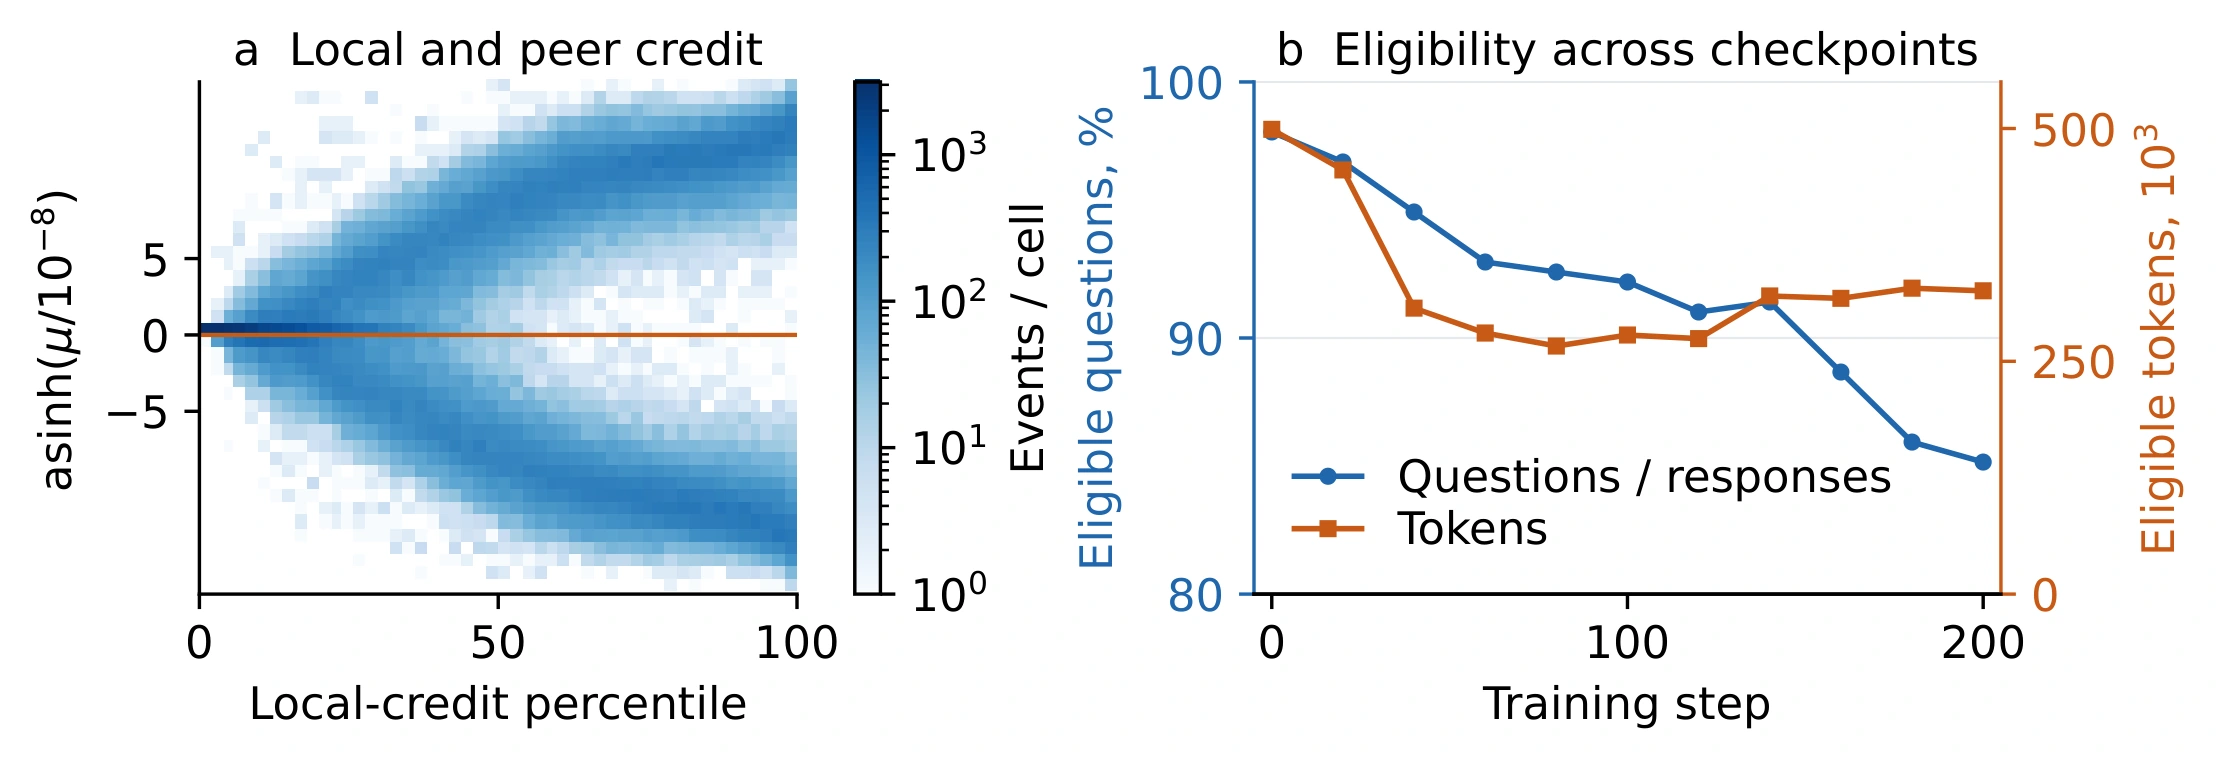 a Local and peer credit
asinh(μ/10⁻⁸)
5
0
−5
0
50
100
Local-credit percentile
10³
10²
10¹
10⁰
Events / cell
b Eligibility across checkpoints
Eligible questions, %
100
90
80
Questions / responses
Tokens
0
100
200
Training step
500
250
0
Eligible tokens, 10³